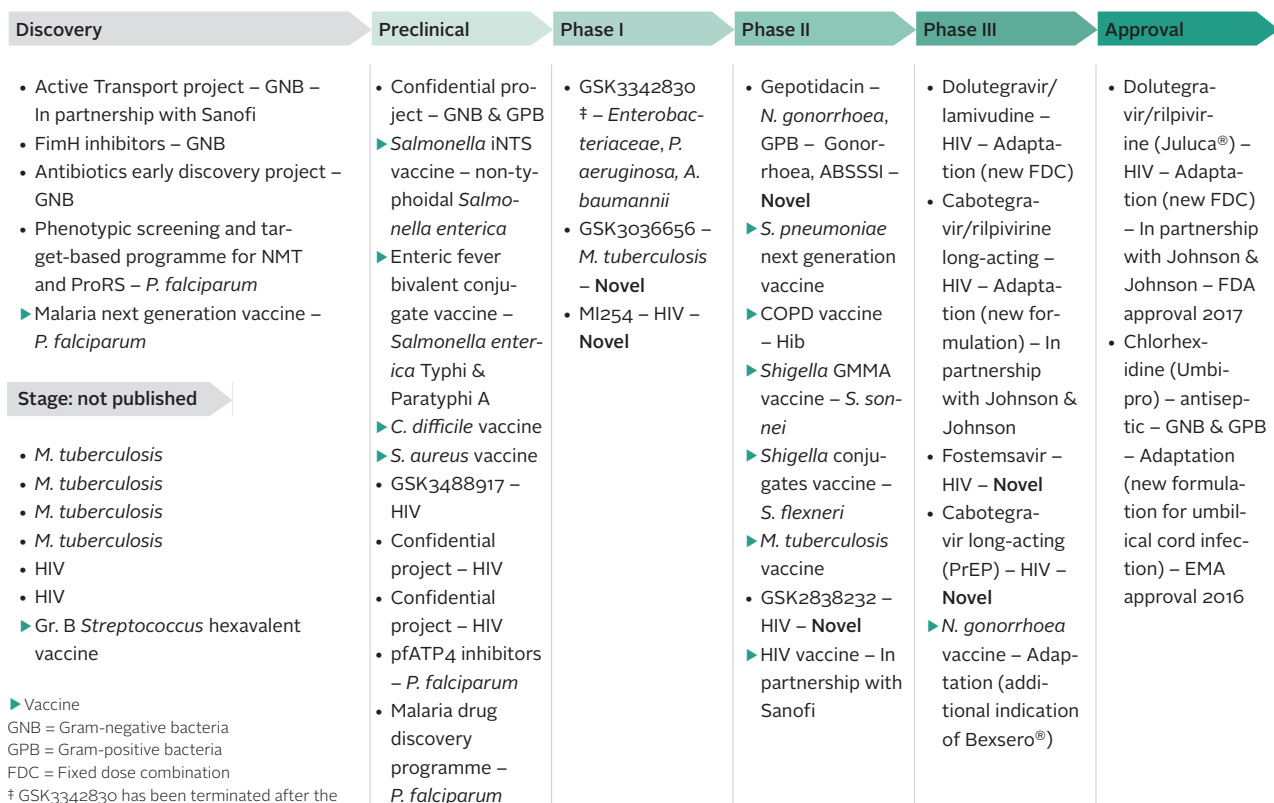 Discovery
• Active Transport project – GNB –
In partnership with Sanofi
• FimH inhibitors – GNB
• Antibiotics early discovery project –
GNB
• Phenotypic screening and tar-
get-based programme for NMT
and ProRS – P. falciparum
▶ Malaria next generation vaccine –
P. falciparum
Stage: not published
• M. tuberculosis
• M. tuberculosis
• M. tuberculosis
• M. tuberculosis
• HIV
• HIV
▶ Gr. B Streptococcus hexavalent
vaccine
▶ Vaccine
GNB = Gram-negative bacteria
GPB = Gram-positive bacteria
FDC = Fixed dose combination
‡ GSK3342830 has been terminated after the
Preclinical
• Confidential pro-
ject – GNB & GPB
▶ Salmonella iNTS
vaccine – non-ty-
phoidal Salmo-
nella enterica
▶ Enteric fever
bivalent conju-
gate vaccine –
Salmonella enter-
ica Typhi &
Paratyphi A
▶ C. difficile vaccine
▶ S. aureus vaccine
• GSK3488917 –
HIV
• Confidential
project – HIV
• Confidential
project – HIV
• pfATP4 inhibitors
– P. falciparum
• Malaria drug
discovery
programme –
P. falciparum
Phase I
• GSK3342830
‡ – Enterobac-
teriaceae, P.
aeruginosa, A.
baumannii
• GSK3036656 –
M. tuberculosis
– Novel
• MI254 – HIV –
Novel
Phase II
• Gepotidacin –
N. gonorrhoea,
GPB – Gonor-
rhoea, ABSSSI –
Novel
▶ S. pneumoniae
next generation
vaccine
▶ COPD vaccine
– Hib
▶ Shigella GMMA
vaccine – S. son-
nei
▶ Shigella conju-
gates vaccine –
S. flexneri
▶ M. tuberculosis
vaccine
• GSK2838232 –
HIV – Novel
▶ HIV vaccine – In
partnership with
Sanofi
Phase III
• Dolutegravir/
lamivudine –
HIV – Adapta-
tion (new FDC)
• Cabotegra-
vir/rilpivirine
long-acting –
HIV – Adapta-
tion (new for-
mulation) – In
partnership
with Johnson &
Johnson
• Fostemsavir –
HIV – Novel
• Cabotegra-
vir long-acting
(PrEP) – HIV –
Novel
▶ N. gonorrhoea
vaccine – Adap-
tation (addi-
tional indication
of Bexsero®)
Approval
• Dolutegra-
vir/rilpivir-
ine (Juluca®) –
HIV – Adapta-
tion (new FDC)
– In partnership
with Johnson &
Johnson – FDA
approval 2017
• Chlorhex-
idine (Umbi-
pro) – antisep-
tic – GNB & GPB
– Adaptation
(new formula-
tion for umbil-
ical cord infec-
tion) – EMA
approval 2016